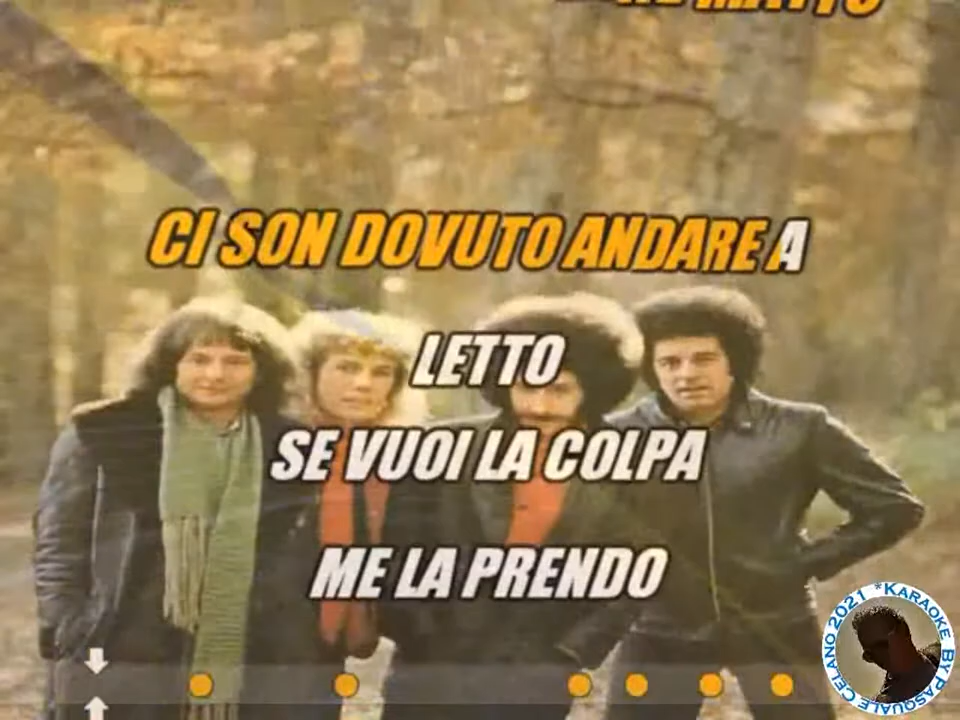 CI SON DOVUTO ANDARE A
LETTO
SE VUOI LA COLPA
ME LA PRENDO
*KARAOKE BY PASQUALE CELANO 2021